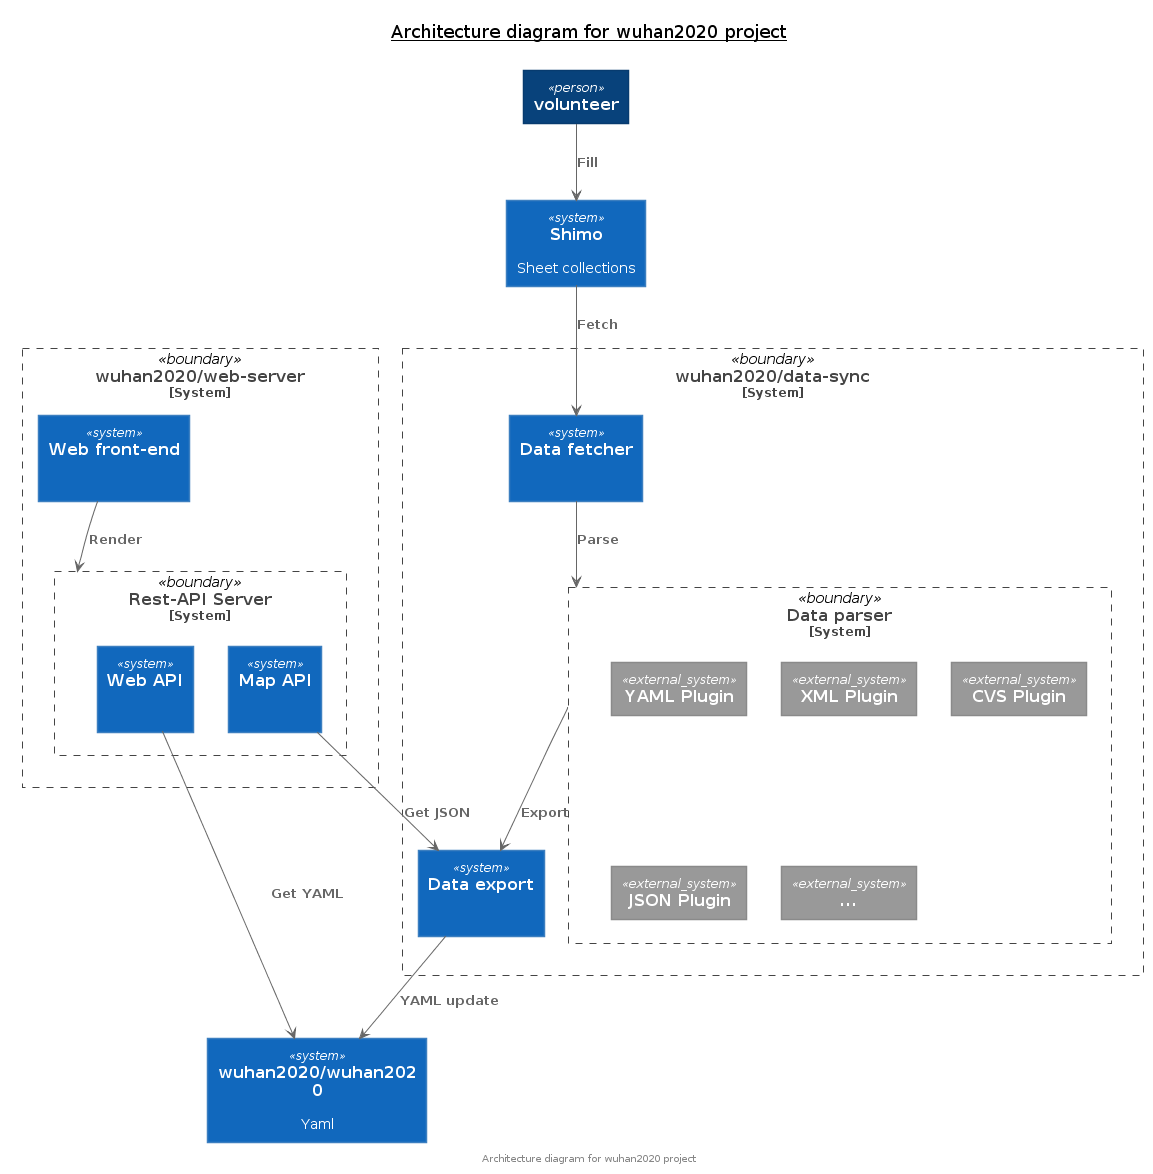 Architecture diagram for wuhan2020 project
«person»
volunteer
Fill
«system»
Shimo
Sheet collections
Fetch
«boundary»
wuhan2020/web-server
[System]
«boundary»
wuhan2020/data-sync
[System]
«system»
Web front-end
«system»
Data fetcher
Render
Parse
«boundary»
Rest-API Server
[System]
«boundary»
Data parser
[System]
«system»
Web API
«system»
Map API
«external_system»
YAML Plugin
«external_system»
XML Plugin
«external_system»
CVS Plugin
Get JSON
Export
«system»
Data export
«external_system»
JSON Plugin
«external_system»
...
Get YAML
YAML update
«system»
wuhan2020/wuhan202
0
Yaml
Architecture diagram for wuhan2020 project